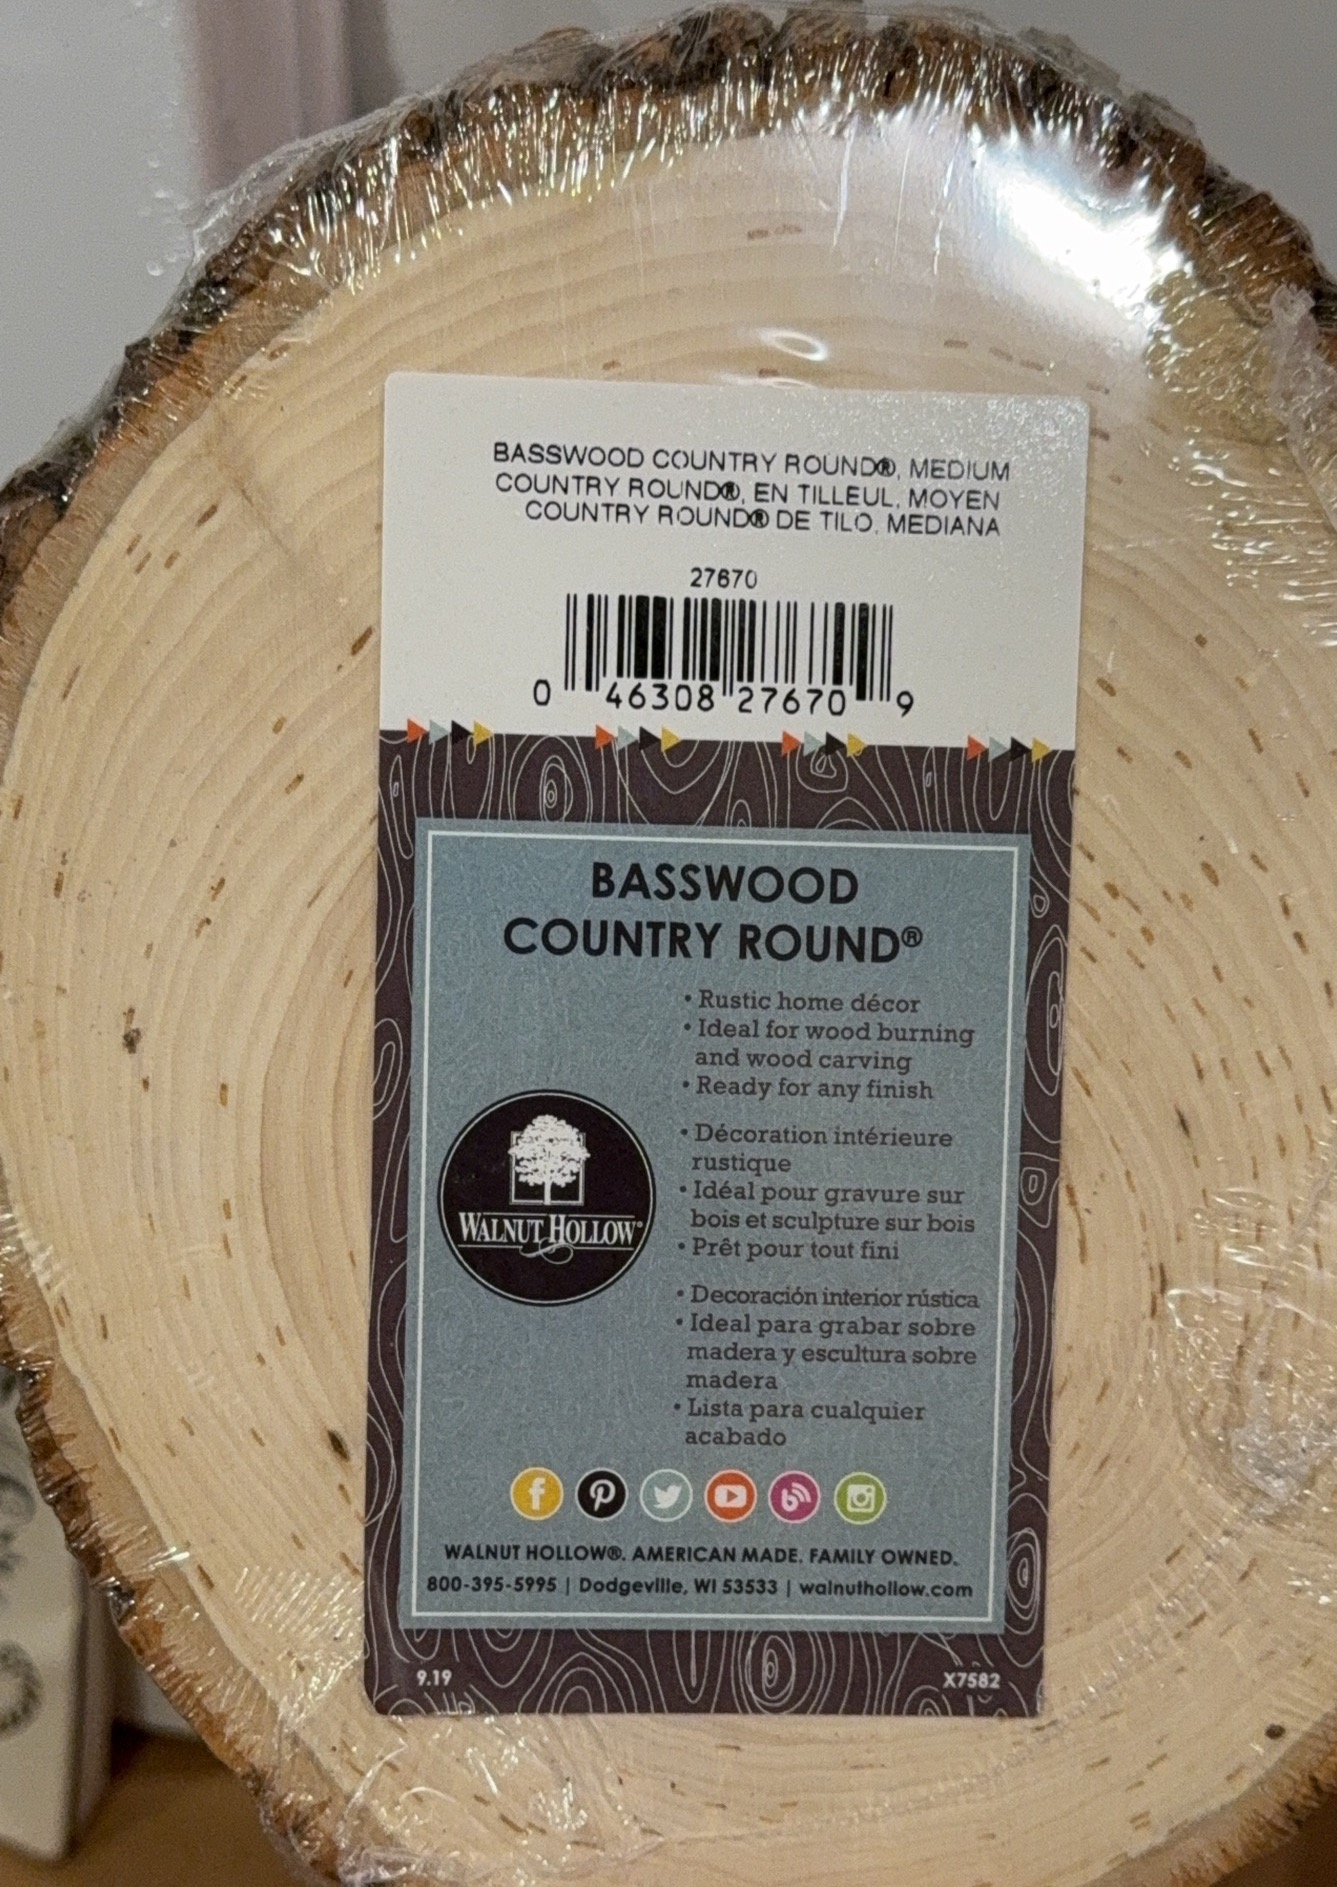 BASSWOOD COUNTRY ROUND®, MEDIUM
COUNTRY ROUND®, EN TILLEUL, MOYEN
COUNTRY ROUND® DE TILO, MEDIANA
27670
0 46308 27670 9
BASSWOOD
COUNTRY ROUND®
• Rustic home décor
• Ideal for wood burning
and wood carving
• Ready for any finish
• Décoration intérieure
rustique
• Idéal pour gravure sur
bois et sculpture sur bois
• Prêt pour tout fini
• Decoración interior rústica
• Ideal para grabar sobre
madera y escultura sobre
madera
• Lista para cualquier
acabado
WALNUT HOLLOW®
WALNUT HOLLOW®. AMERICAN MADE. FAMILY OWNED.
800-395-5995 | Dodgeville, WI 53533 | walnuthollow.com
9.19 X7582